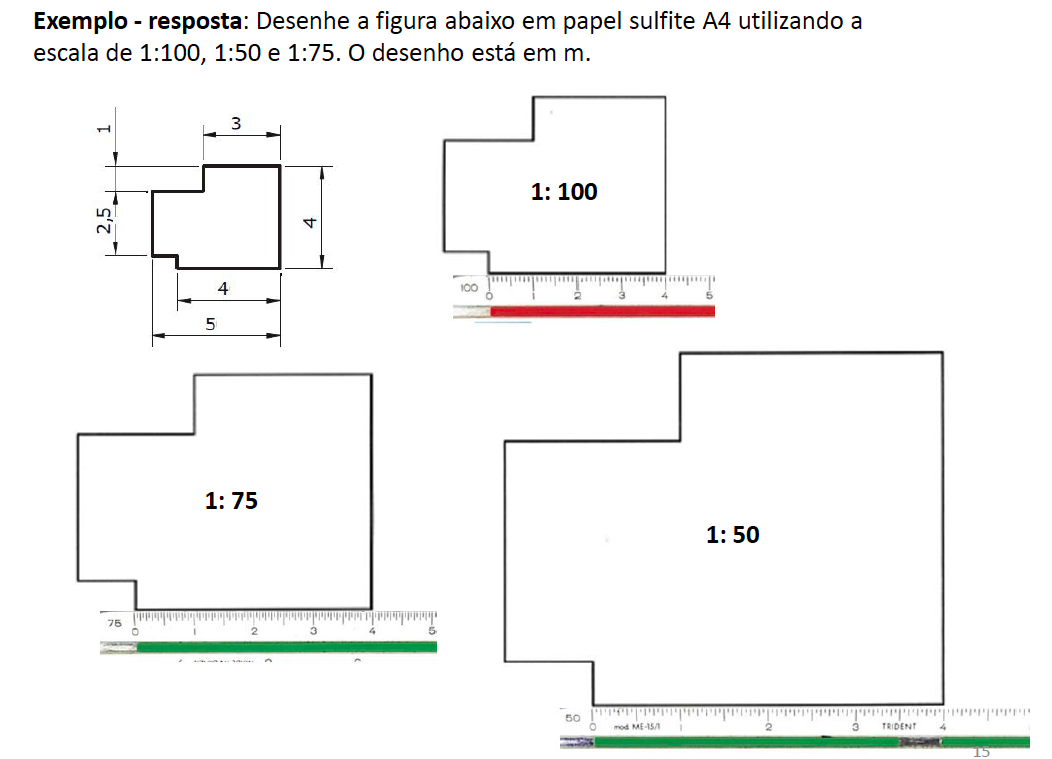 Exemplo - resposta: Desenhe a figura abaixo em papel sulfite A4 utilizando a
escala de 1:100, 1:50 e 1:75. O desenho está em m.
1
3
2,5
4
4
5
1: 100
100
0 1 2 3 4 5
1: 75
75
0 1 2 3 4 5
1: 50
50
0 mod. ME-15/1 1 2 3 TRIDENT 4
15